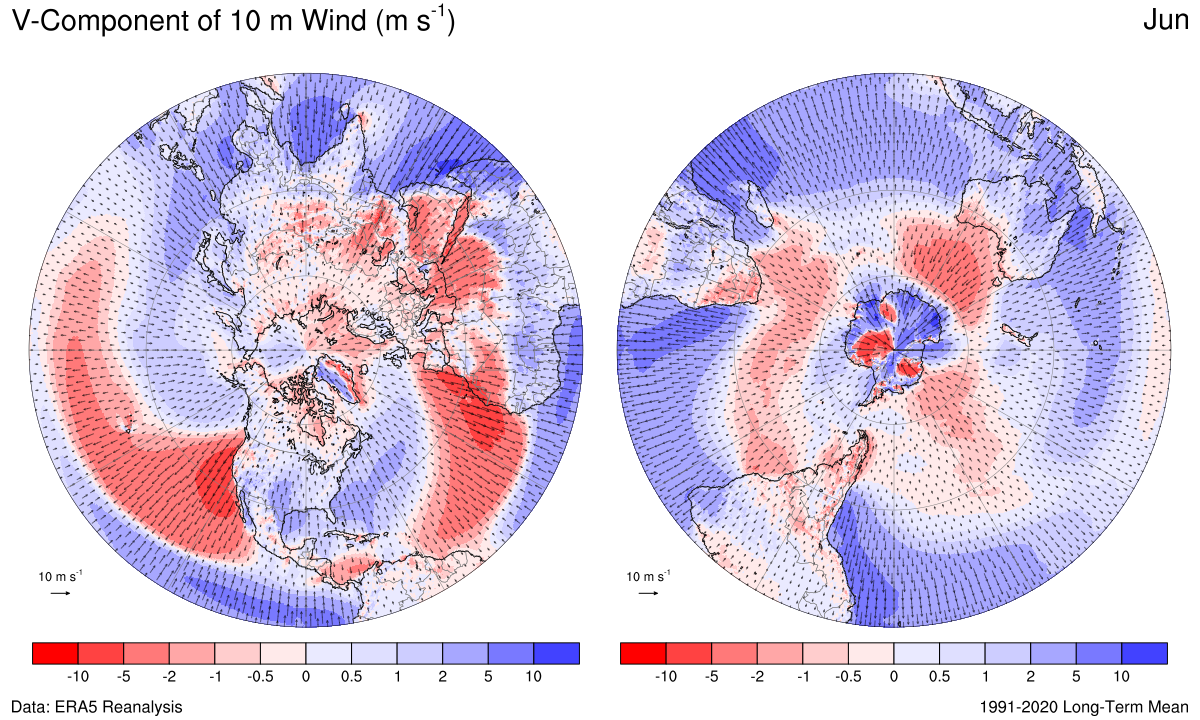 V-Component of 10 m Wind (m s⁻¹) Jun
10 m s⁻¹ 10 m s⁻¹
-10 -5 -2 -1 -0.5 0 0.5 1 2 5 10 -10 -5 -2 -1 -0.5 0 0.5 1 2 5 10
Data: ERA5 Reanalysis 1991-2020 Long-Term Mean